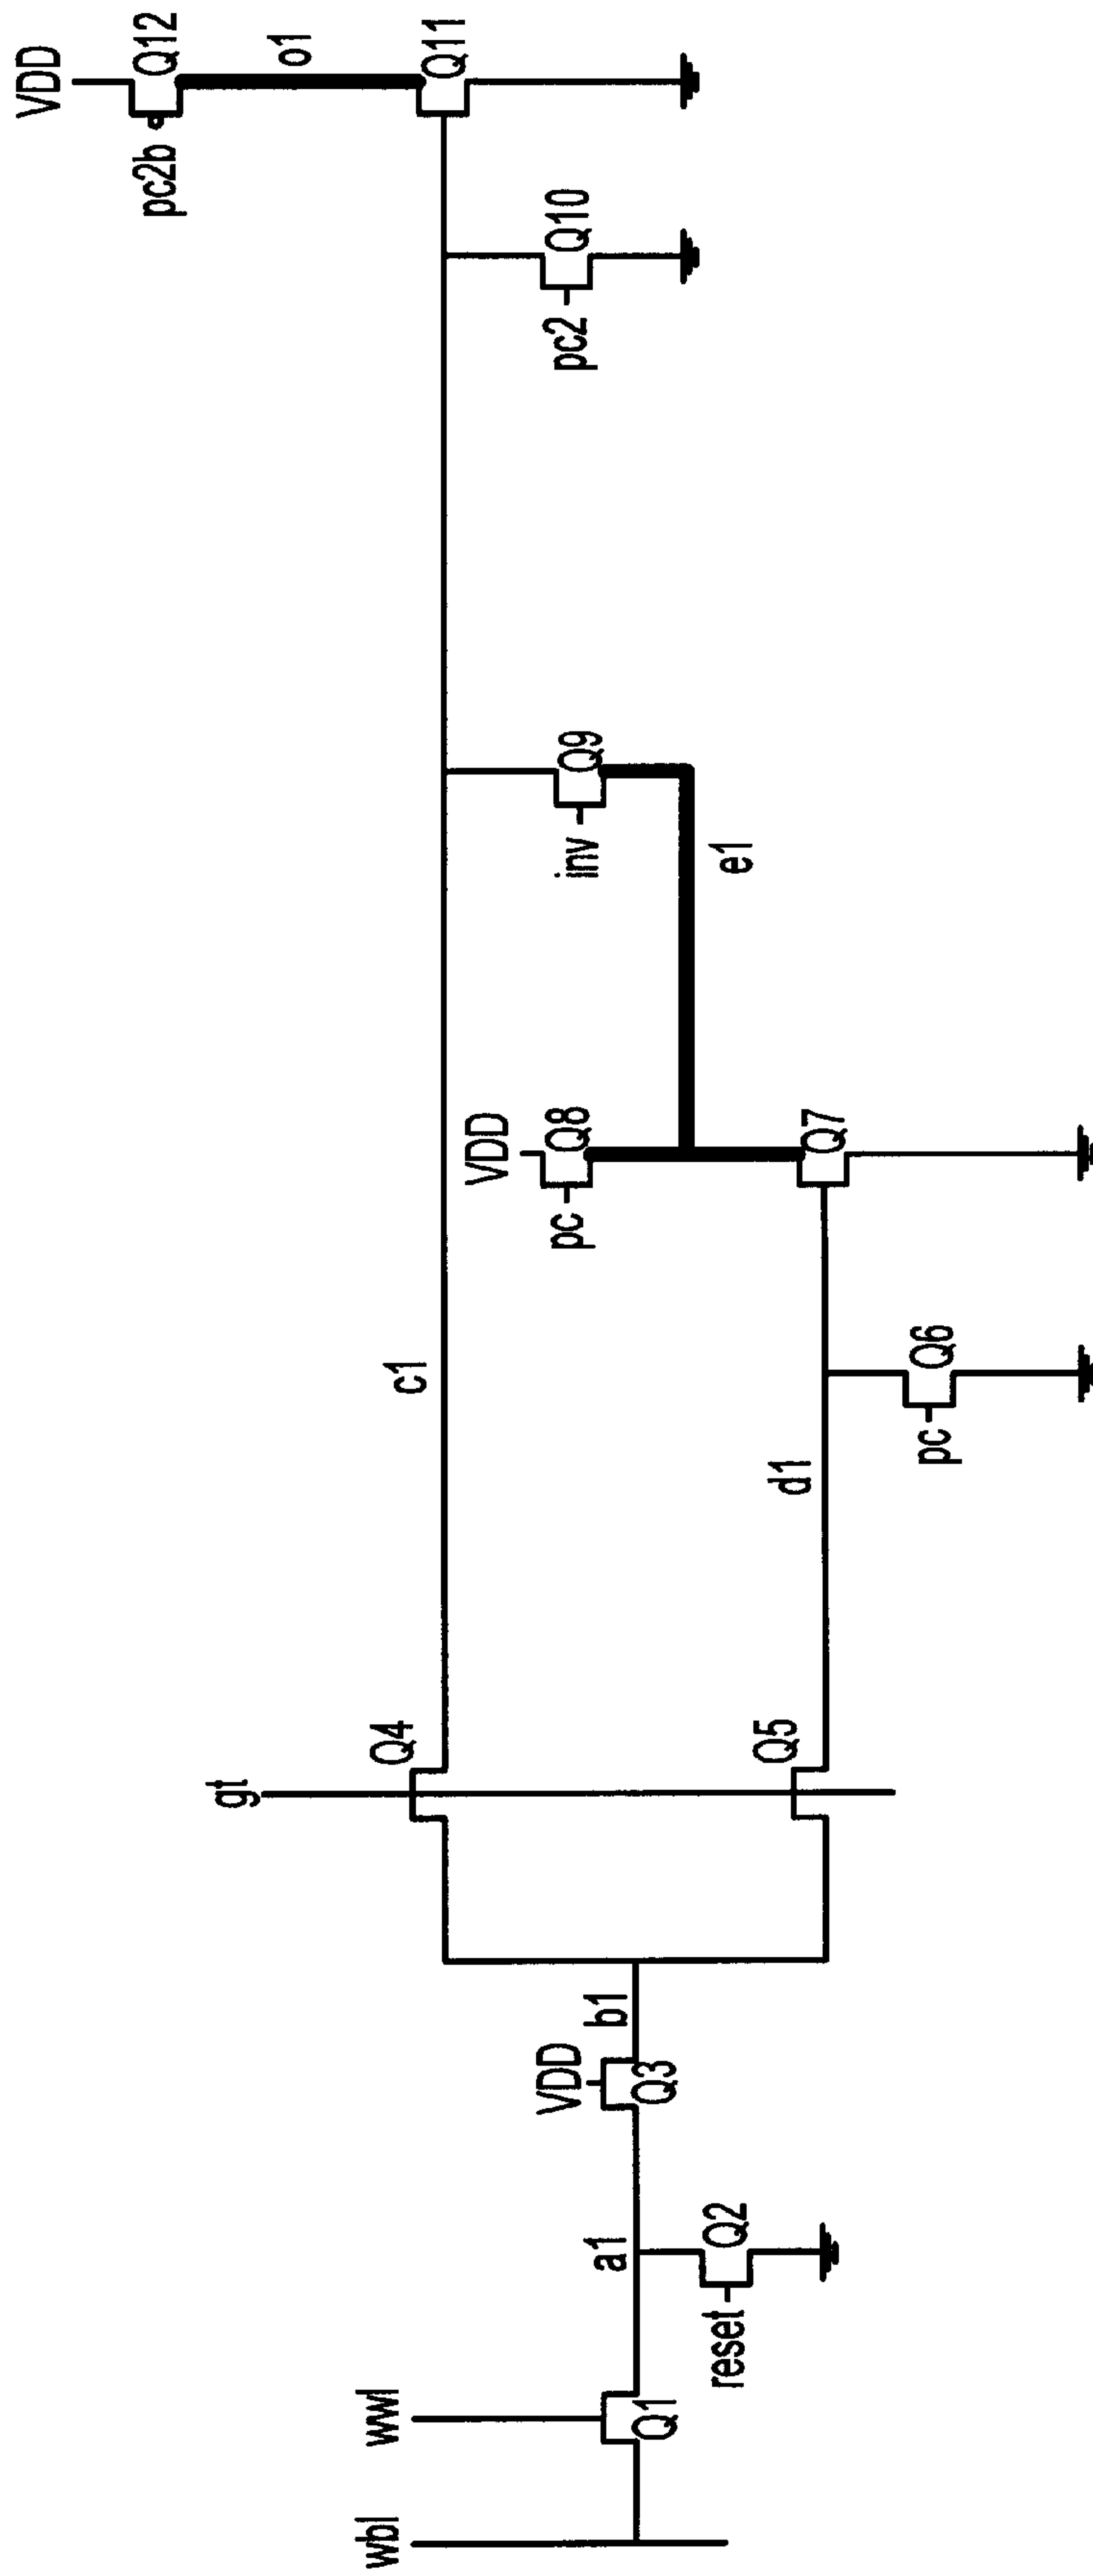 VDD
Q12
pc2b
o1
Q11
Q10
pc2
Q9
inv
e1
VDD
Q8
pc
Q7
c1
Q6
pc
d1
gt
Q4
Q5
b1
VDD
Q3
a1
Q2
reset
wwl
Q1
wbl